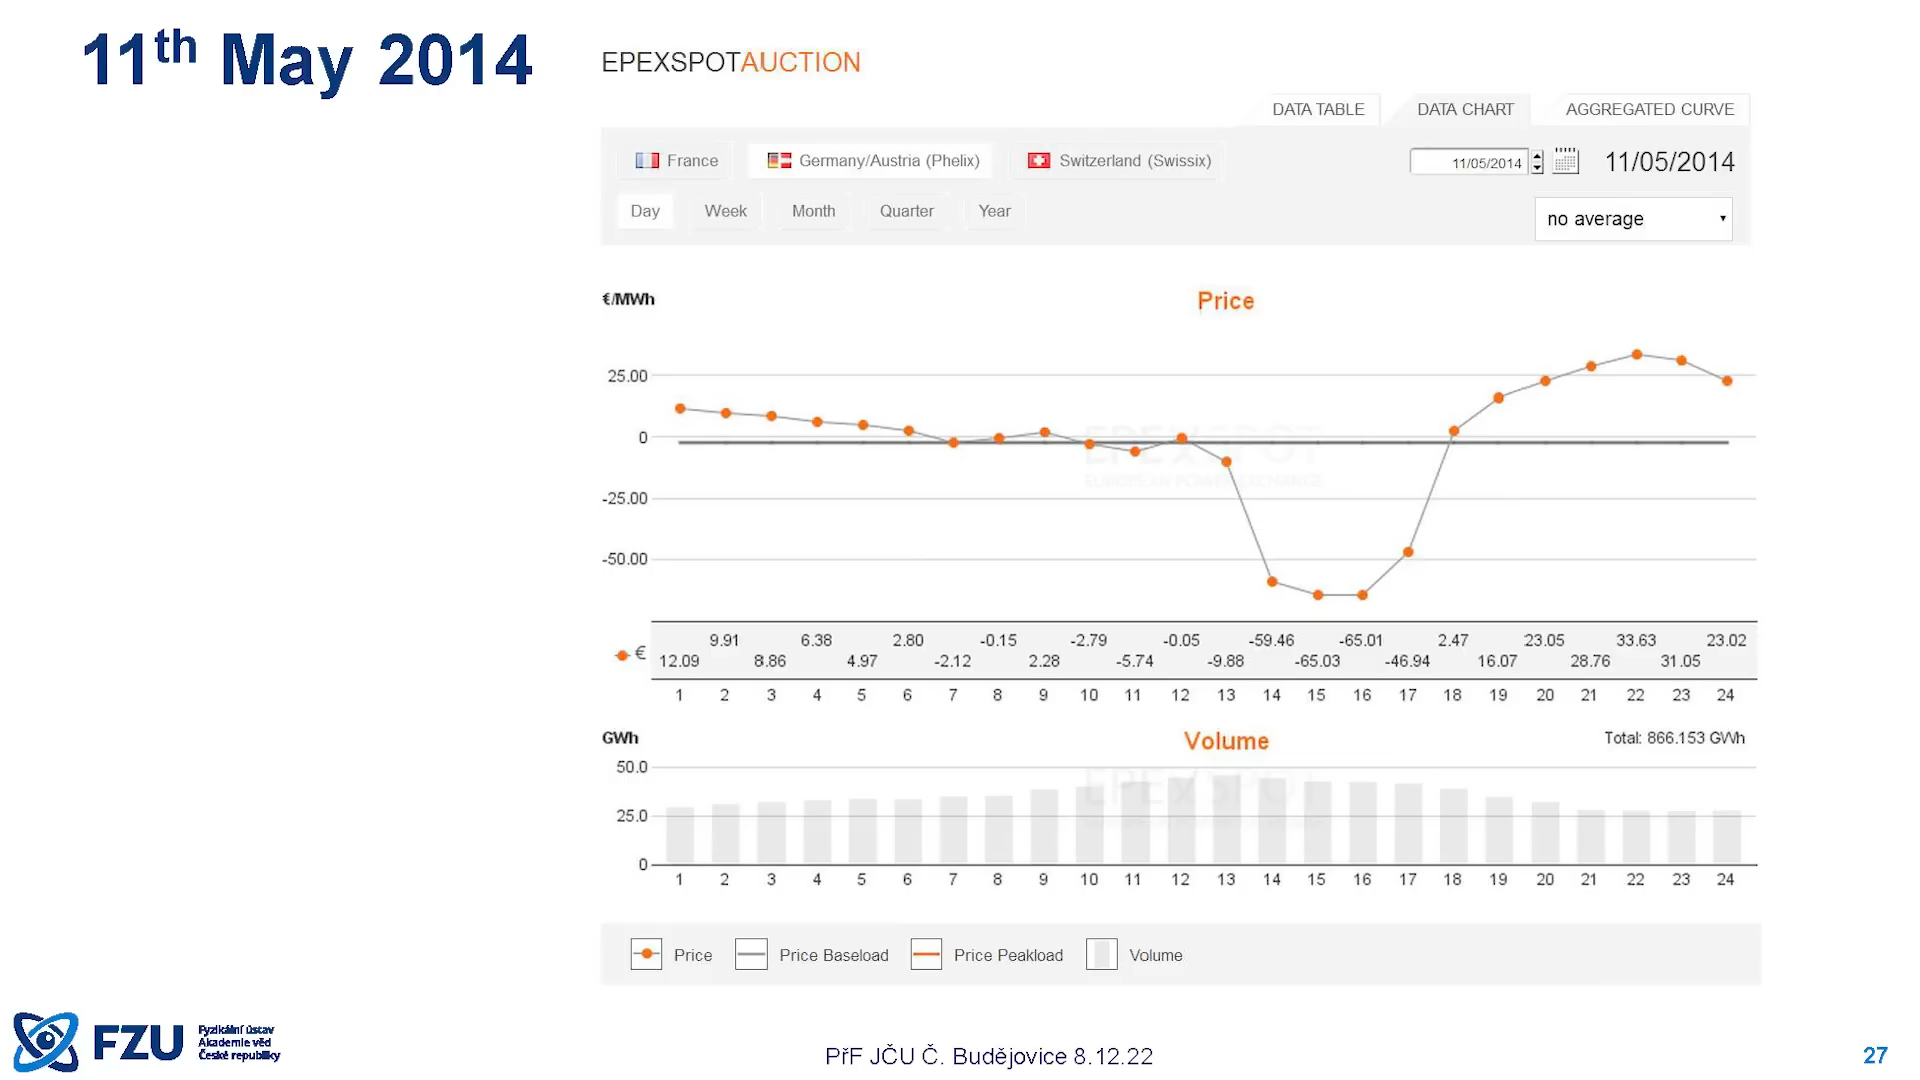 11th May 2014
EPEXSPOTAUCTION
DATA TABLE DATA CHART AGGREGATED CURVE
France Germany/Austria (Phelix) Switzerland (Swissix) 11/05/2014 11/05/2014
Day Week Month Quarter Year no average
€/MWh Price
25.00
0
-25.00
-50.00
EPEXSPOT
EUROPEAN POWER EXCHANGE
9.91 6.38 2.80 -0.15 -2.79 -0.05 -59.46 -65.01 2.47 23.05 33.63 23.02
€ 12.09 8.86 4.97 -2.12 2.28 -5.74 -9.88 -65.03 -46.94 16.07 28.76 31.05
1 2 3 4 5 6 7 8 9 10 11 12 13 14 15 16 17 18 19 20 21 22 23 24
GWh Volume Total: 866.153 GWh
50.0
EPEXSPOT
25.0
0
1 2 3 4 5 6 7 8 9 10 11 12 13 14 15 16 17 18 19 20 21 22 23 24
Price Price Baseload Price Peakload Volume
FZU Fyzikální ústav
Akademie věd
České republiky
PřF JČU Č. Budějovice 8.12.22
27